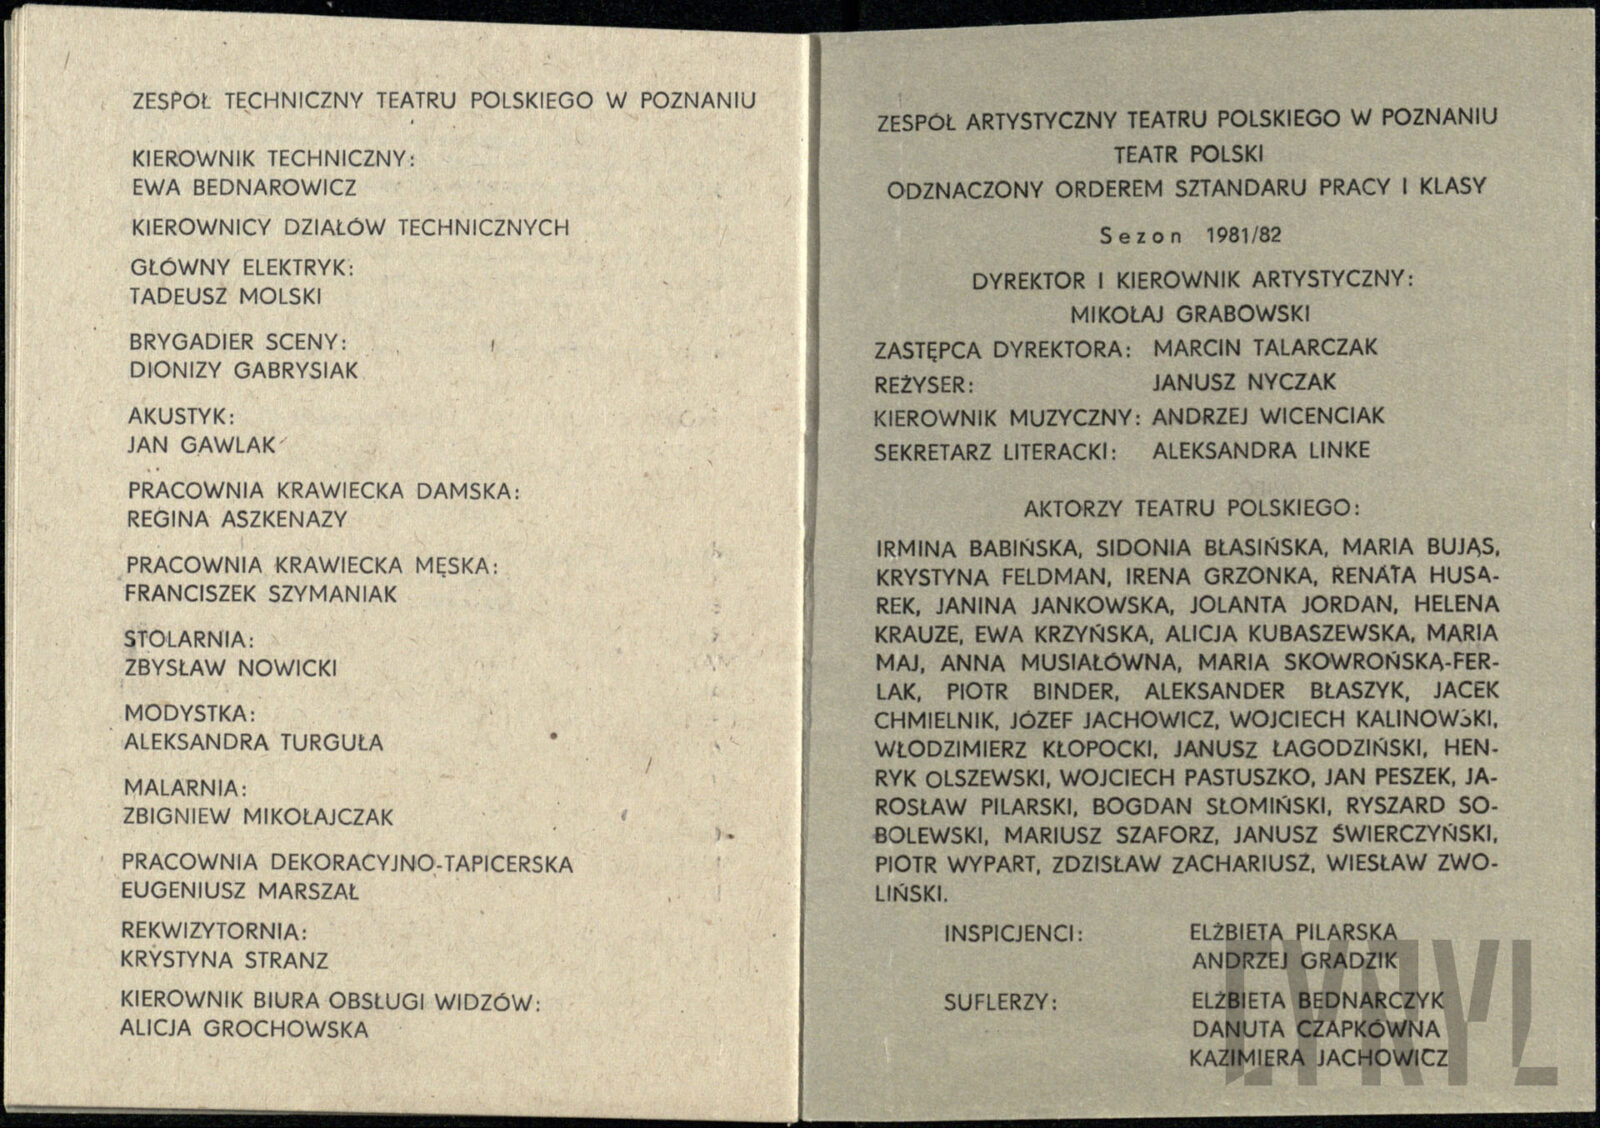 ZESPÓŁ TECHNICZNY TEATRU POLSKIEGO W POZNANIU
KIEROWNIK TECHNICZNY:
EWA BEDNAROWICZ
KIEROWNICY DZIAŁÓW TECHNICZNYCH
GŁÓWNY ELEKTRYK:
TADEUSZ MOLSKI
BRYGADIER SCENY:
DIONIZY GABRYSIAK
AKUSTYK:
JAN GAWLAK
PRACOWNIA KRAWIECKA DAMSKA:
REGINA ASZKENAZY
PRACOWNIA KRAWIECKA MĘSKA:
FRANCISZEK SZYMANIAK
STOLARNIA:
ZBYSŁAW NOWICKI
MODYSTKA:
ALEKSANDRA TURGUŁA
MALARNIA:
ZBIGNIEW MIKOŁAJCZAK
PRACOWNIA DEKORACYJNO-TAPICERSKA
EUGENIUSZ MARSZAŁ
REKWIZYTORNIA:
KRYSTYNA STRANZ
KIEROWNIK BIURA OBSŁUGI WIDZÓW:
ALICJA GROCHOWSKA
ZESPÓŁ ARTYSTYCZNY TEATRU POLSKIEGO W POZNANIU
TEATR POLSKI
ODZNACZONY ORDEREM SZTANDARU PRACY I KLASY
Sezon 1981/82
DYREKTOR I KIEROWNIK ARTYSTYCZNY:
MIKOŁAJ GRABOWSKI
ZASTĘPCA DYREKTORA: MARCIN TALARCZAK
REŻYSER: JANUSZ NYCZAK
KIEROWNIK MUZYCZNY: ANDRZEJ WICENCIAK
SEKRETARZ LITERACKI: ALEKSANDRA LINKE
AKTORZY TEATRU POLSKIEGO:
IRMINA BABIŃSKA, SIDONIA BŁASIŃSKA, MARIA BUJAS,
KRYSTYNA FELDMAN, IRENA GRZONKA, RENATA HUSA-
REK, JANINA JANKOWSKA, JOLANTA JORDAN, HELENA
KRAUZE, EWA KRZYŃSKA, ALICJA KUBASZEWSKA, MARIA
MAJ, ANNA MUSIAŁÓWNA, MARIA SKOWROŃSKA-FER-
LAK, PIOTR BINDER, ALEKSANDER BŁASZYK, JACEK
CHMIELNIK, JÓZEF JACHOWICZ, WOJCIECH KALINOWSKI,
WŁODZIMIERZ KŁOPOCKI, JANUSZ ŁAGODZIŃSKI, HEN-
RYK OLSZEWSKI, WOJCIECH PASTUSZKO, JAN PESZEK, JA-
ROSŁAW PILARSKI, BOGDAN SŁOMIŃSKI, RYSZARD SO-
BOLEWSKI, MARIUSZ SZAFORZ, JANUSZ ŚWIERCZYŃSKI,
PIOTR WYPART, ZDZISŁAW ZACHARIUSZ, WIESŁAW ZWO-
LIŃSKI.
INSPICJENCI: ELŻBIETA PILARSKA
ANDRZEJ GRADZIK
SUFLERZY: ELŻBIETA BEDNARCZYK
DANUTA CZAPKÓWNA
KAZIMIERA JACHOWICZ
CYRYL